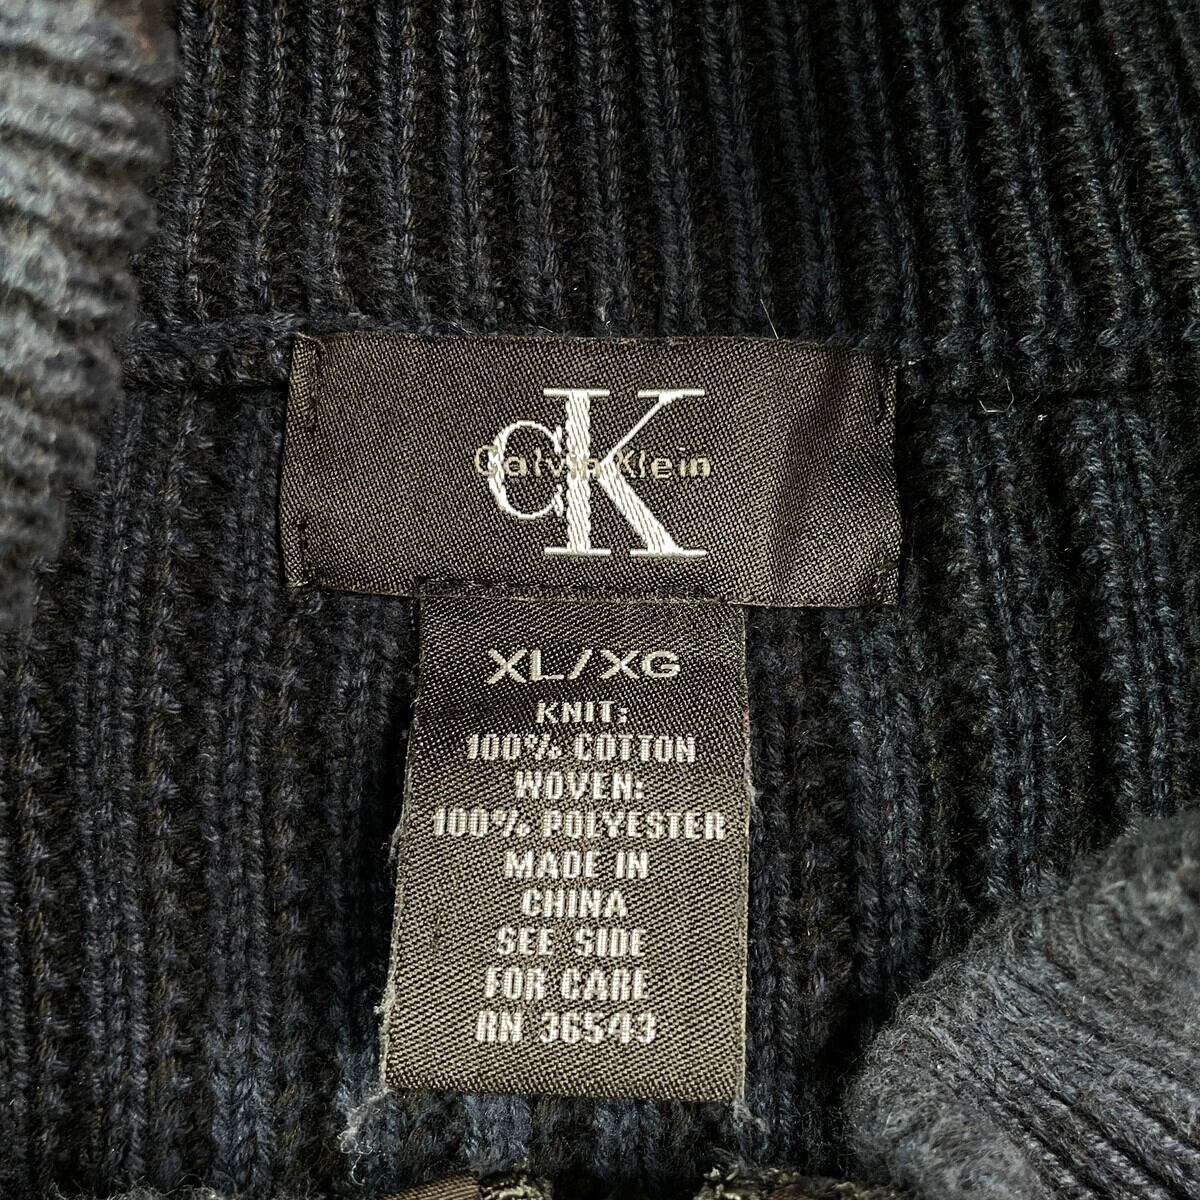 CK
Calvin Klein
XL/XG
KNIT:
100% COTTON
WOVEN:
100% POLYESTER
MADE IN
CHINA
SEE SIDE
FOR CARE
RN 36543